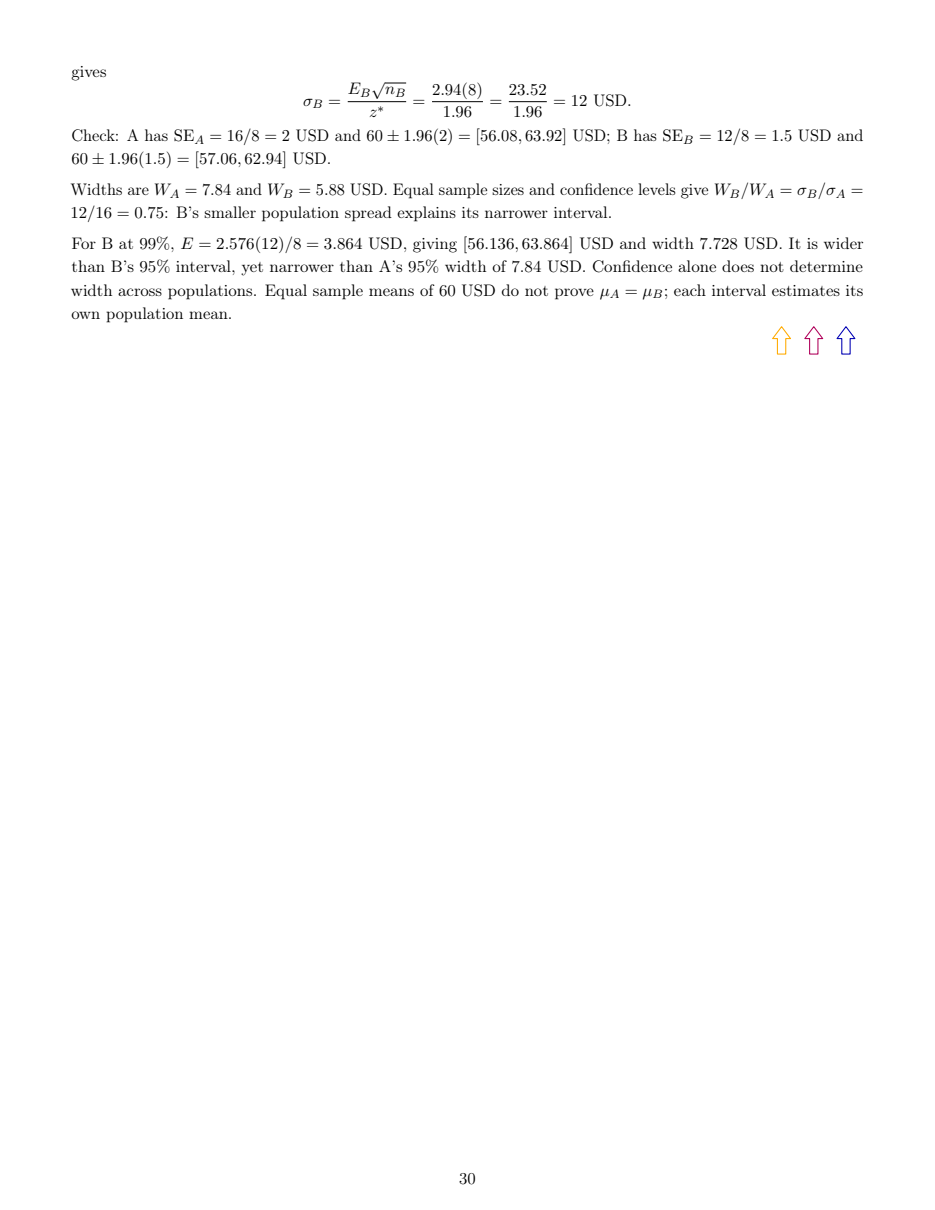 gives
σ_B = E_B√n_B / z* = 2.94(8) / 1.96 = 23.52 / 1.96 = 12 USD.
Check: A has SE_A = 16/8 = 2 USD and 60 ± 1.96(2) = [56.08, 63.92] USD; B has SE_B = 12/8 = 1.5 USD and
60 ± 1.96(1.5) = [57.06, 62.94] USD.
Widths are W_A = 7.84 and W_B = 5.88 USD. Equal sample sizes and confidence levels give W_B/W_A = σ_B/σ_A =
12/16 = 0.75: B’s smaller population spread explains its narrower interval.
For B at 99%, E = 2.576(12)/8 = 3.864 USD, giving [56.136, 63.864] USD and width 7.728 USD. It is wider
than B’s 95% interval, yet narrower than A’s 95% width of 7.84 USD. Confidence alone does not determine
width across populations. Equal sample means of 60 USD do not prove μ_A = μ_B; each interval estimates its
own population mean.
30